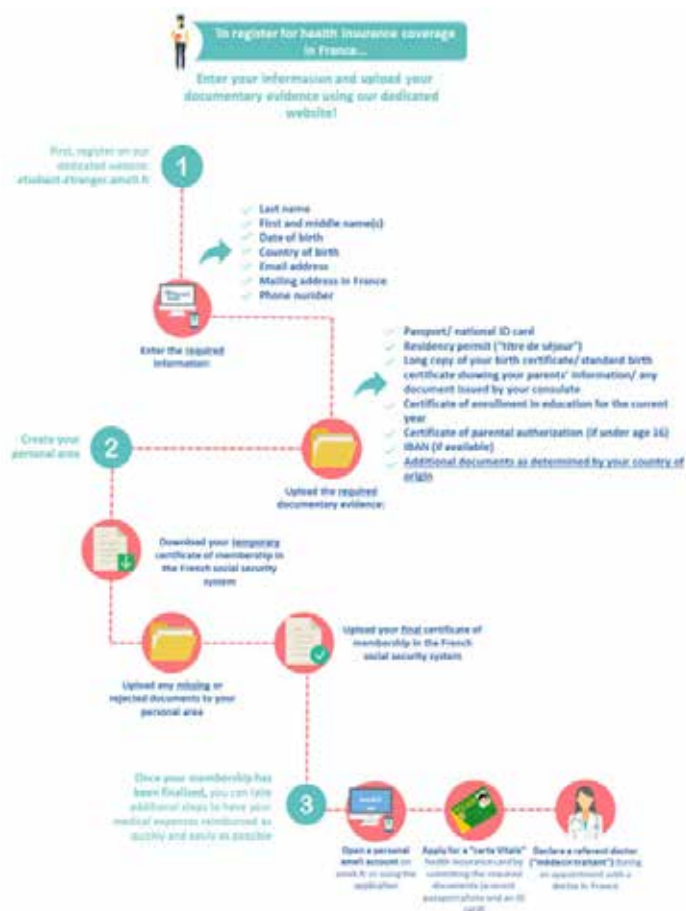 To register for health insurance coverage
in France...
Enter your information and upload your
documentary evidence using our dedicated
website!
First, register on our
dedicated website:
etudiant-etranger.ameli.fr
1
Last name
First and middle name(s)
Date of birth
Country of birth
Email address
Mailing address in France
Phone number
Enter the required
information:
Passport/ national ID card
Residency permit ("titre de séjour")
Long copy of your birth certificate/ standard birth
certificate showing your parents' information/ any
document issued by your consulate
Certificate of enrollment in education for the current
year
Certificate of parental authorization (if under age 16)
IBAN (if available)
Additional documents as determined by your country of
origin
Upload the required
documentary evidence:
Create your
personal area
2
Download your temporary
certificate of membership in
the French social security
system
Upload any missing or
rejected documents to your
personal area
Upload your final certificate of
membership in the French
social security system
Once your membership has
been finalised, you can take
additional steps to have your
medical expenses reimbursed as
quickly and easily as possible
3
Open a personal
ameli account on
ameli.fr or using the
application
Apply for a "carte Vitale"
health insurance card by
submitting the required
documents (a recent
passport photo and an ID
card)
Declare a referent doctor
("médecin traitant") during
an appointment with a
doctor in France